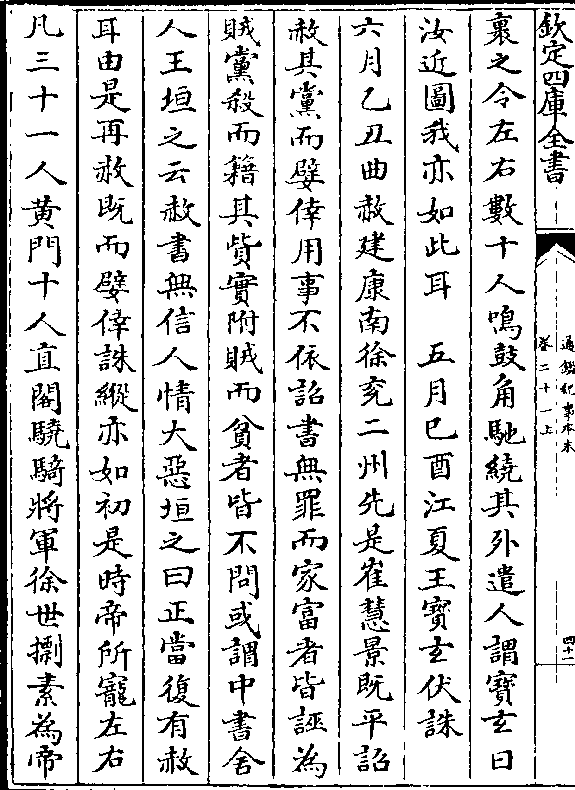 欽定四庫全書
通鑑紀事本末
卷二十一上
四十一
裹之令左右數十人鳴鼓角馳繞其外遣人謂寶玄曰
汝近圖我亦如此耳　五月己酉江夏王寶玄伏誅
六月乙丑曲赦建康南徐兗二州先是崔慧景既平詔
赦其黨而嬖倖用事不依詔書無罪而家富者皆誣為
賊黨殺而籍其貲實附賊而貧者皆不問或謂中書舍
人王垣之云赦書無信人情大惡垣之曰正當復有赦
耳由是再赦既而嬖倖誅縱亦如初是時帝所寵左右
凡三十一人黄門十人直閤驍騎將軍徐世㯹素為帝